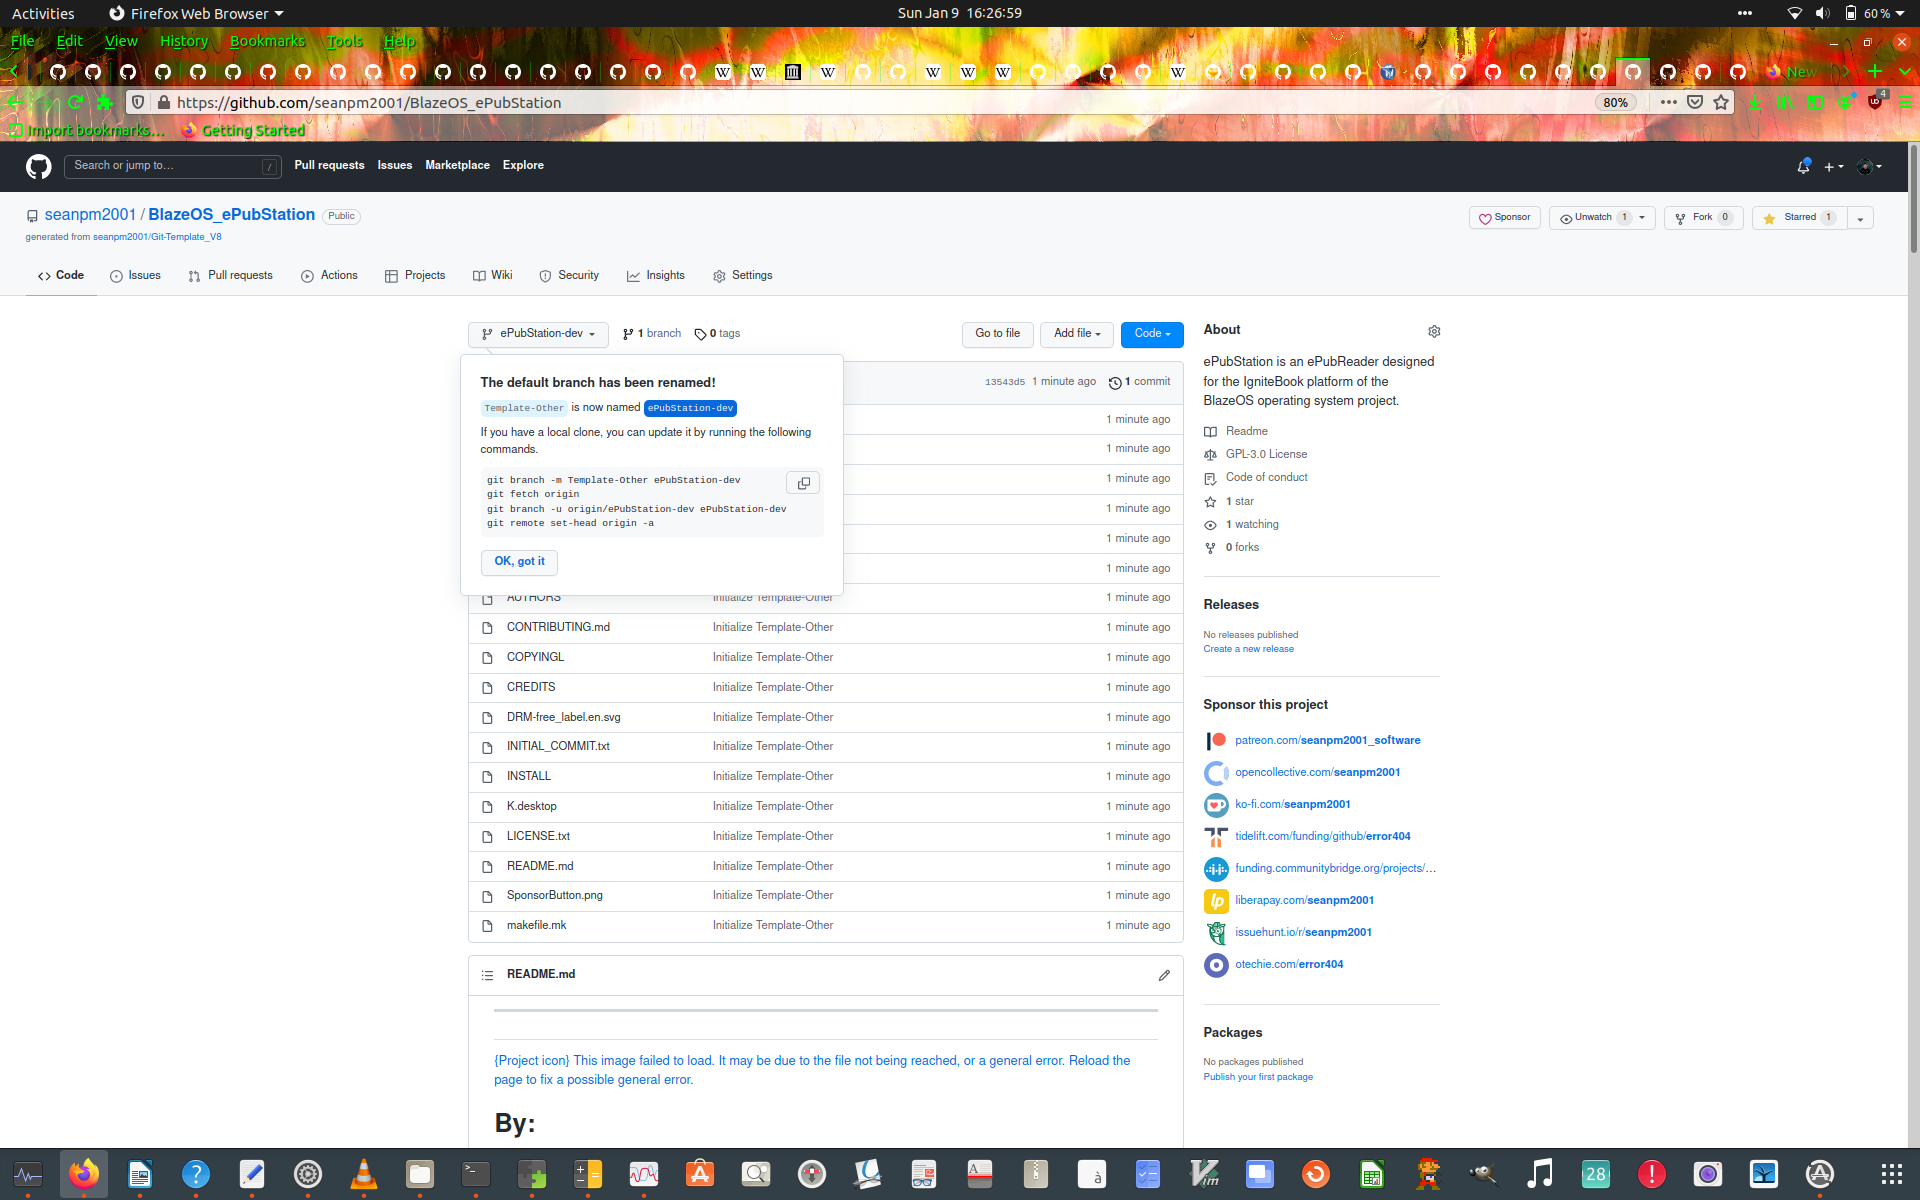 Activities
Firefox Web Browser
Sun Jan 9 16:26:59
60 %
File Edit View History Bookmarks Tools Help
New
https://github.com/seanpm2001/BlazeOS_ePubStation
80%
4
Import bookmarks...
Getting Started
Search or jump to...
/
Pull requests
Issues
Marketplace
Explore
seanpm2001 / BlazeOS_ePubStation
Public
generated from seanpm2001/Git-Template_V8
Sponsor
Unwatch 1
Fork 0
Starred 1
Code
Issues
Pull requests
Actions
Projects
Wiki
Security
Insights
Settings
ePubStation-dev
1 branch
0 tags
Go to file
Add file
Code
The default branch has been renamed!
Template-Other is now named ePubStation-dev
If you have a local clone, you can update it by running the following
commands.
git branch -m Template-Other ePubStation-dev
git fetch origin
git branch -u origin/ePubStation-dev ePubStation-dev
git remote set-head origin -a
OK, got it
13543d5 1 minute ago 1 commit
1 minute ago
1 minute ago
1 minute ago
1 minute ago
1 minute ago
1 minute ago
AUTHORS Initialize Template-Other 1 minute ago
CONTRIBUTING.md Initialize Template-Other 1 minute ago
COPYINGL Initialize Template-Other 1 minute ago
CREDITS Initialize Template-Other 1 minute ago
DRM-free_label.en.svg Initialize Template-Other 1 minute ago
INITIAL_COMMIT.txt Initialize Template-Other 1 minute ago
INSTALL Initialize Template-Other 1 minute ago
K.desktop Initialize Template-Other 1 minute ago
LICENSE.txt Initialize Template-Other 1 minute ago
README.md Initialize Template-Other 1 minute ago
SponsorButton.png Initialize Template-Other 1 minute ago
makefile.mk Initialize Template-Other 1 minute ago
README.md
{Project icon} This image failed to load. It may be due to the file not being reached, or a general error. Reload the
page to fix a possible general error.
By:
About
ePubStation is an ePubReader designed
for the IgniteBook platform of the
BlazeOS operating system project.
Readme
GPL-3.0 License
Code of conduct
1 star
1 watching
0 forks
Releases
No releases published
Create a new release
Sponsor this project
patreon.com/seanpm2001_software
opencollective.com/seanpm2001
ko-fi.com/seanpm2001
tidelift.com/funding/github/error404
funding.communitybridge.org/projects/...
liberapay.com/seanpm2001
issuehunt.io/r/seanpm2001
otechie.com/error404
Packages
No packages published
Publish your first package
28